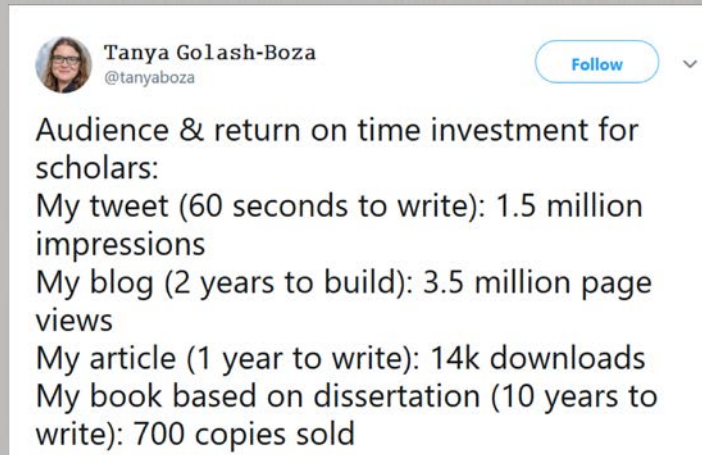 Tanya Golash-Boza
@tanyaboza
Follow
Audience & return on time investment for
scholars:
My tweet (60 seconds to write): 1.5 million
impressions
My blog (2 years to build): 3.5 million page
views
My article (1 year to write): 14k downloads
My book based on dissertation (10 years to
write): 700 copies sold